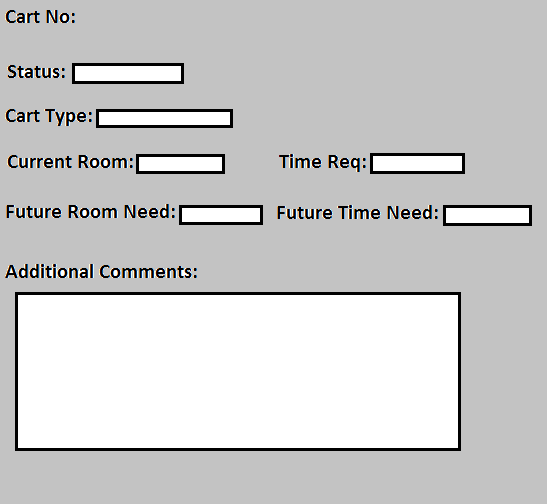 Cart No:
Status:
Cart Type:
Current Room: Time Req:
Future Room Need: Future Time Need:
Additional Comments: